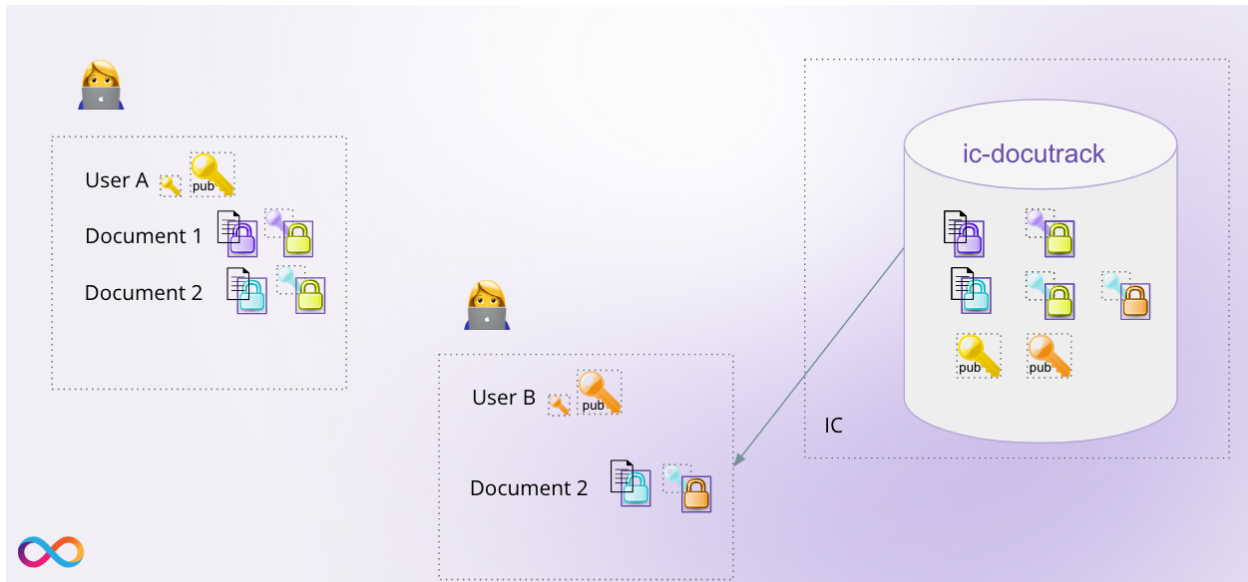 User A
pub
Document 1
Document 2
User B
pub
Document 2
ic-docutrack
pub
pub
IC